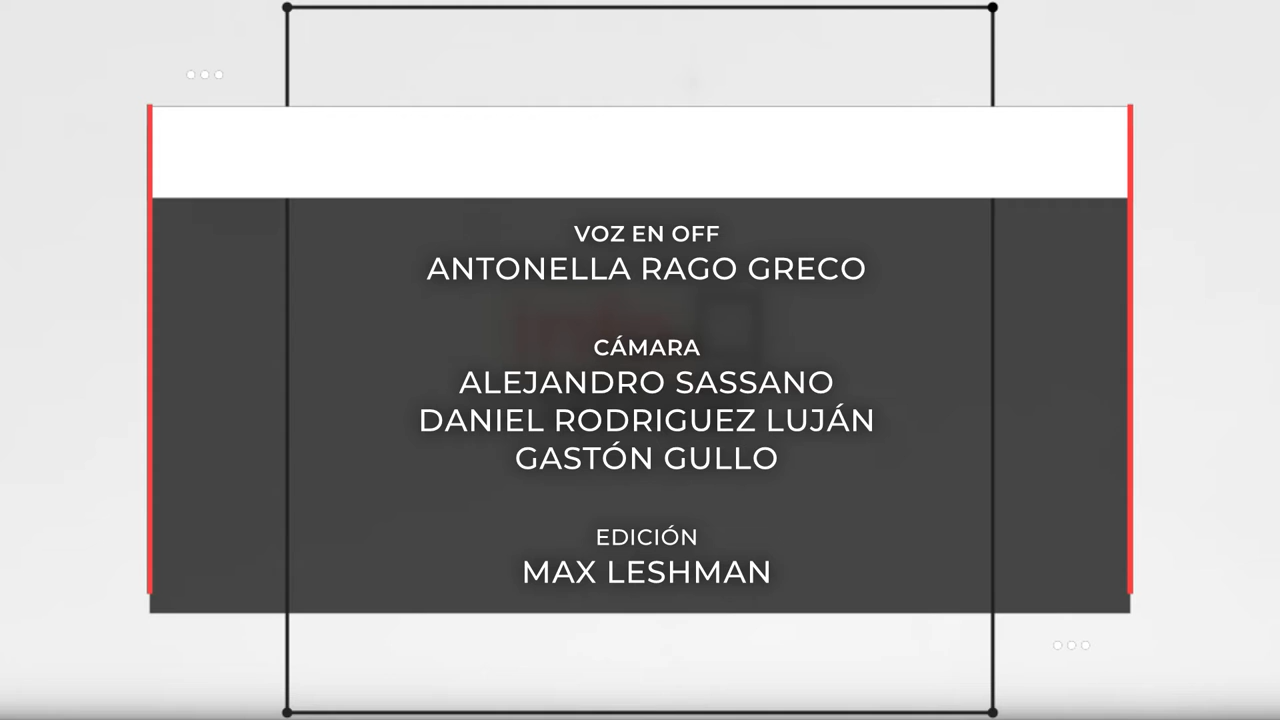 VOZ EN OFF
ANTONELLA RAGO GRECO
CÁMARA
ALEJANDRO SASSANO
DANIEL RODRIGUEZ LUJÁN
GASTÓN GULLO
EDICIÓN
MAX LESHMAN